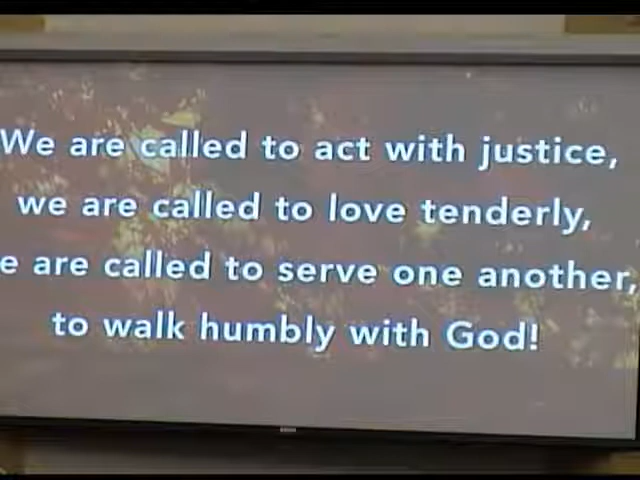 We are called to act with justice,
we are called to love tenderly,
e are called to serve one another,
to walk humbly with God!